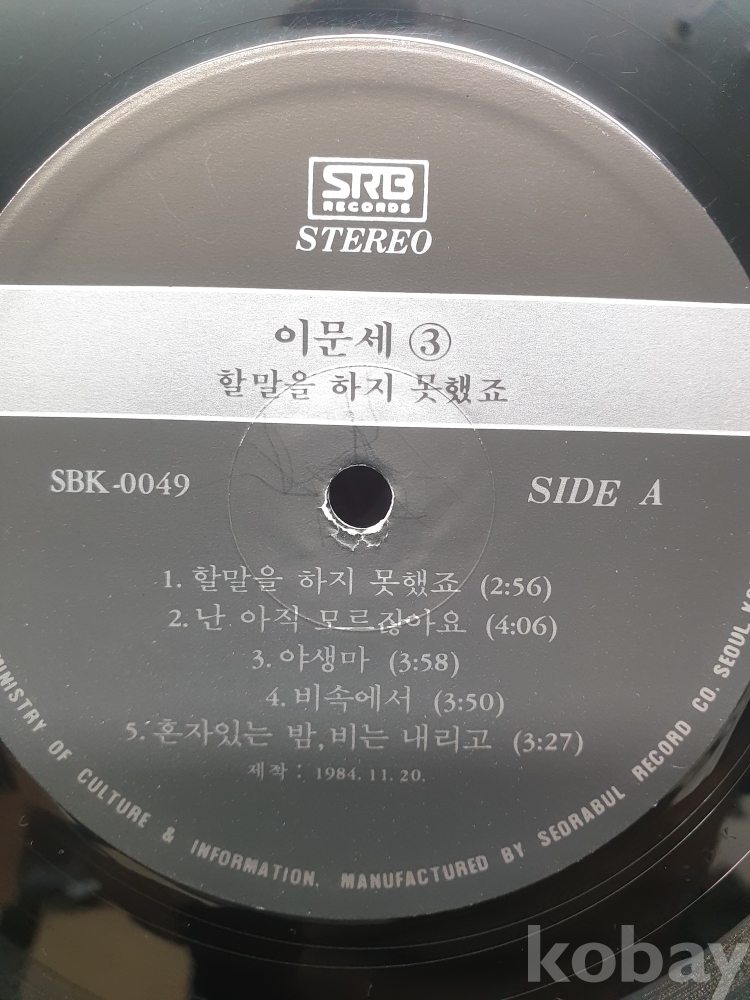 SRB
RECORDS
STEREO
이문세 ③
할말을 하지 못했죠
SBK-0049
SIDE A
1. 할말을 하지 못했죠 (2:56)
2. 난 아직 모르잖아요 (4:06)
3. 야생마 (3:58)
4. 비속에서 (3:50)
5. 혼자있는 밤, 비는 내리고 (3:27)
제작 : 1984. 11. 20.
MINISTRY OF CULTURE & INFORMATION. MANUFACTURED BY SEORABUL RECORD CO. SEOUL
kobay